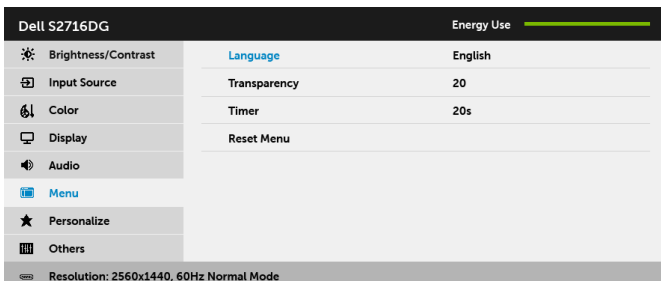 Dell S2716DG Energy Use
Brightness/Contrast Language English
Input Source Transparency 20
Color Timer 20s
Display Reset Menu
Audio
Menu
Personalize
Others
Resolution: 2560x1440, 60Hz Normal Mode